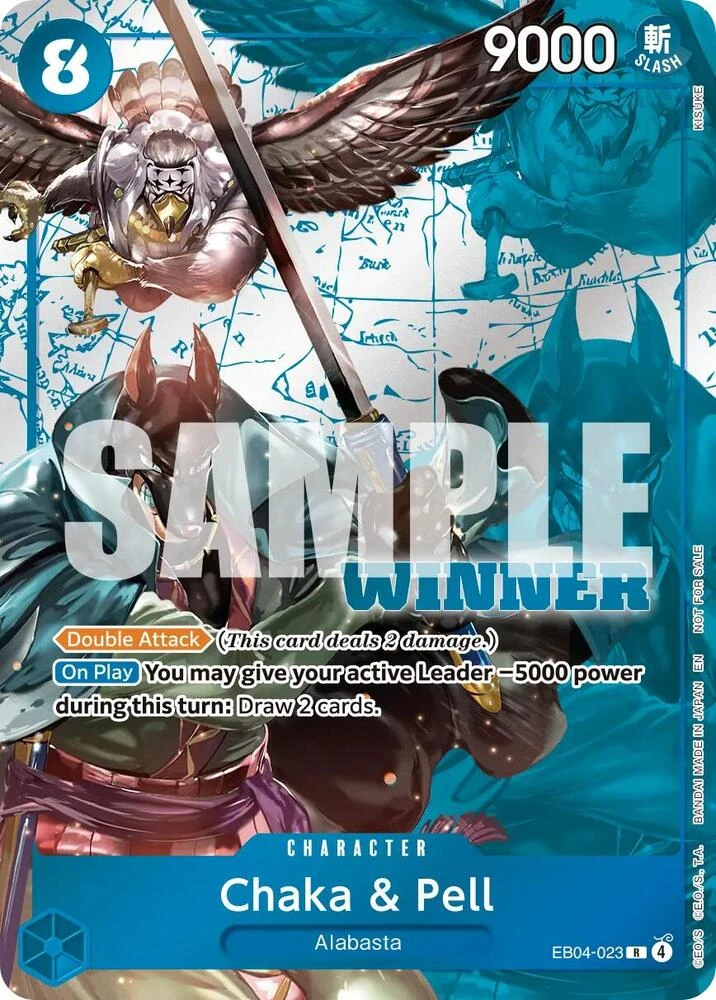 8
9000
斬
SLASH
KISUKE
SAMPLE
WINNER
Double Attack (This card deals 2 damage.)
On Play You may give your active Leader −5000 power
during this turn: Draw 2 cards.
CHARACTER
Chaka & Pell
Alabasta
EB04-023 R 4
©EO/S ©E.O./S., T.A. BANDAI MADE IN JAPAN EN NOT FOR SALE